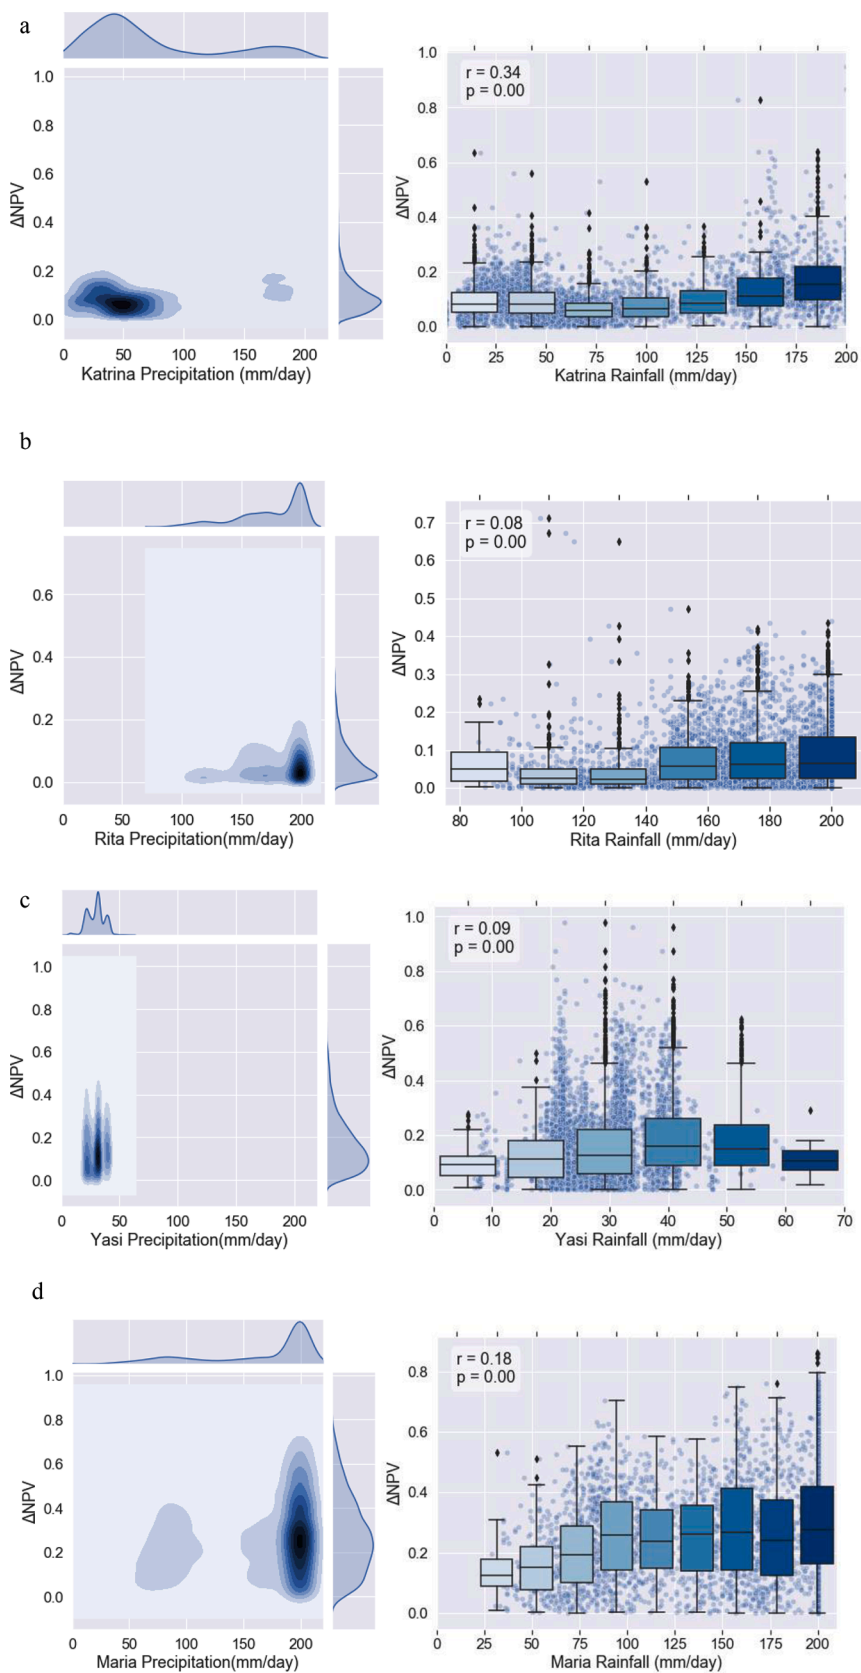 a
1.0
0.8
0.6
0.4
0.2
0.0
ΔNPV
0 50 100 150 200
Katrina Precipitation (mm/day)
r = 0.34
p = 0.00
1.0
0.8
0.6
0.4
0.2
0.0
ΔNPV
0 25 50 75 100 125 150 175 200
Katrina Rainfall (mm/day)
b
0.6
0.4
0.2
0.0
ΔNPV
0 50 100 150 200
Rita Precipitation(mm/day)
r = 0.08
p = 0.00
0.7
0.6
0.5
0.4
0.3
0.2
0.1
0.0
ΔNPV
80 100 120 140 160 180 200
Rita Rainfall (mm/day)
c
1.0
0.8
0.6
0.4
0.2
0.0
ΔNPV
0 50 100 150 200
Yasi Precipitation(mm/day)
r = 0.09
p = 0.00
1.0
0.8
0.6
0.4
0.2
0.0
ΔNPV
0 10 20 30 40 50 60 70
Yasi Rainfall (mm/day)
d
1.0
0.8
0.6
0.4
0.2
0.0
ΔNPV
0 50 100 150 200
Maria Precipitation(mm/day)
r = 0.18
p = 0.00
0.8
0.6
0.4
0.2
0.0
ΔNPV
0 25 50 75 100 125 150 175 200
Maria Rainfall (mm/day)